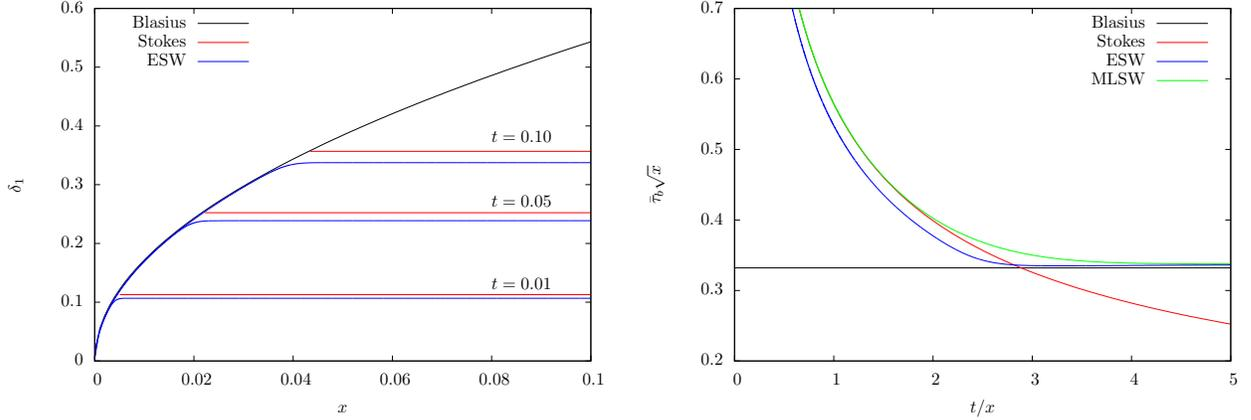 0.6
0.5
0.4
0.3
0.2
0.1
0
δ₁
Blasius
Stokes
ESW
t = 0.10
t = 0.05
t = 0.01
0 0.02 0.04 0.06 0.08 0.1
x
0.7
0.6
0.5
0.4
0.3
0.2
τ̄_b√x
Blasius
Stokes
ESW
MLSW
0 1 2 3 4 5
t/x